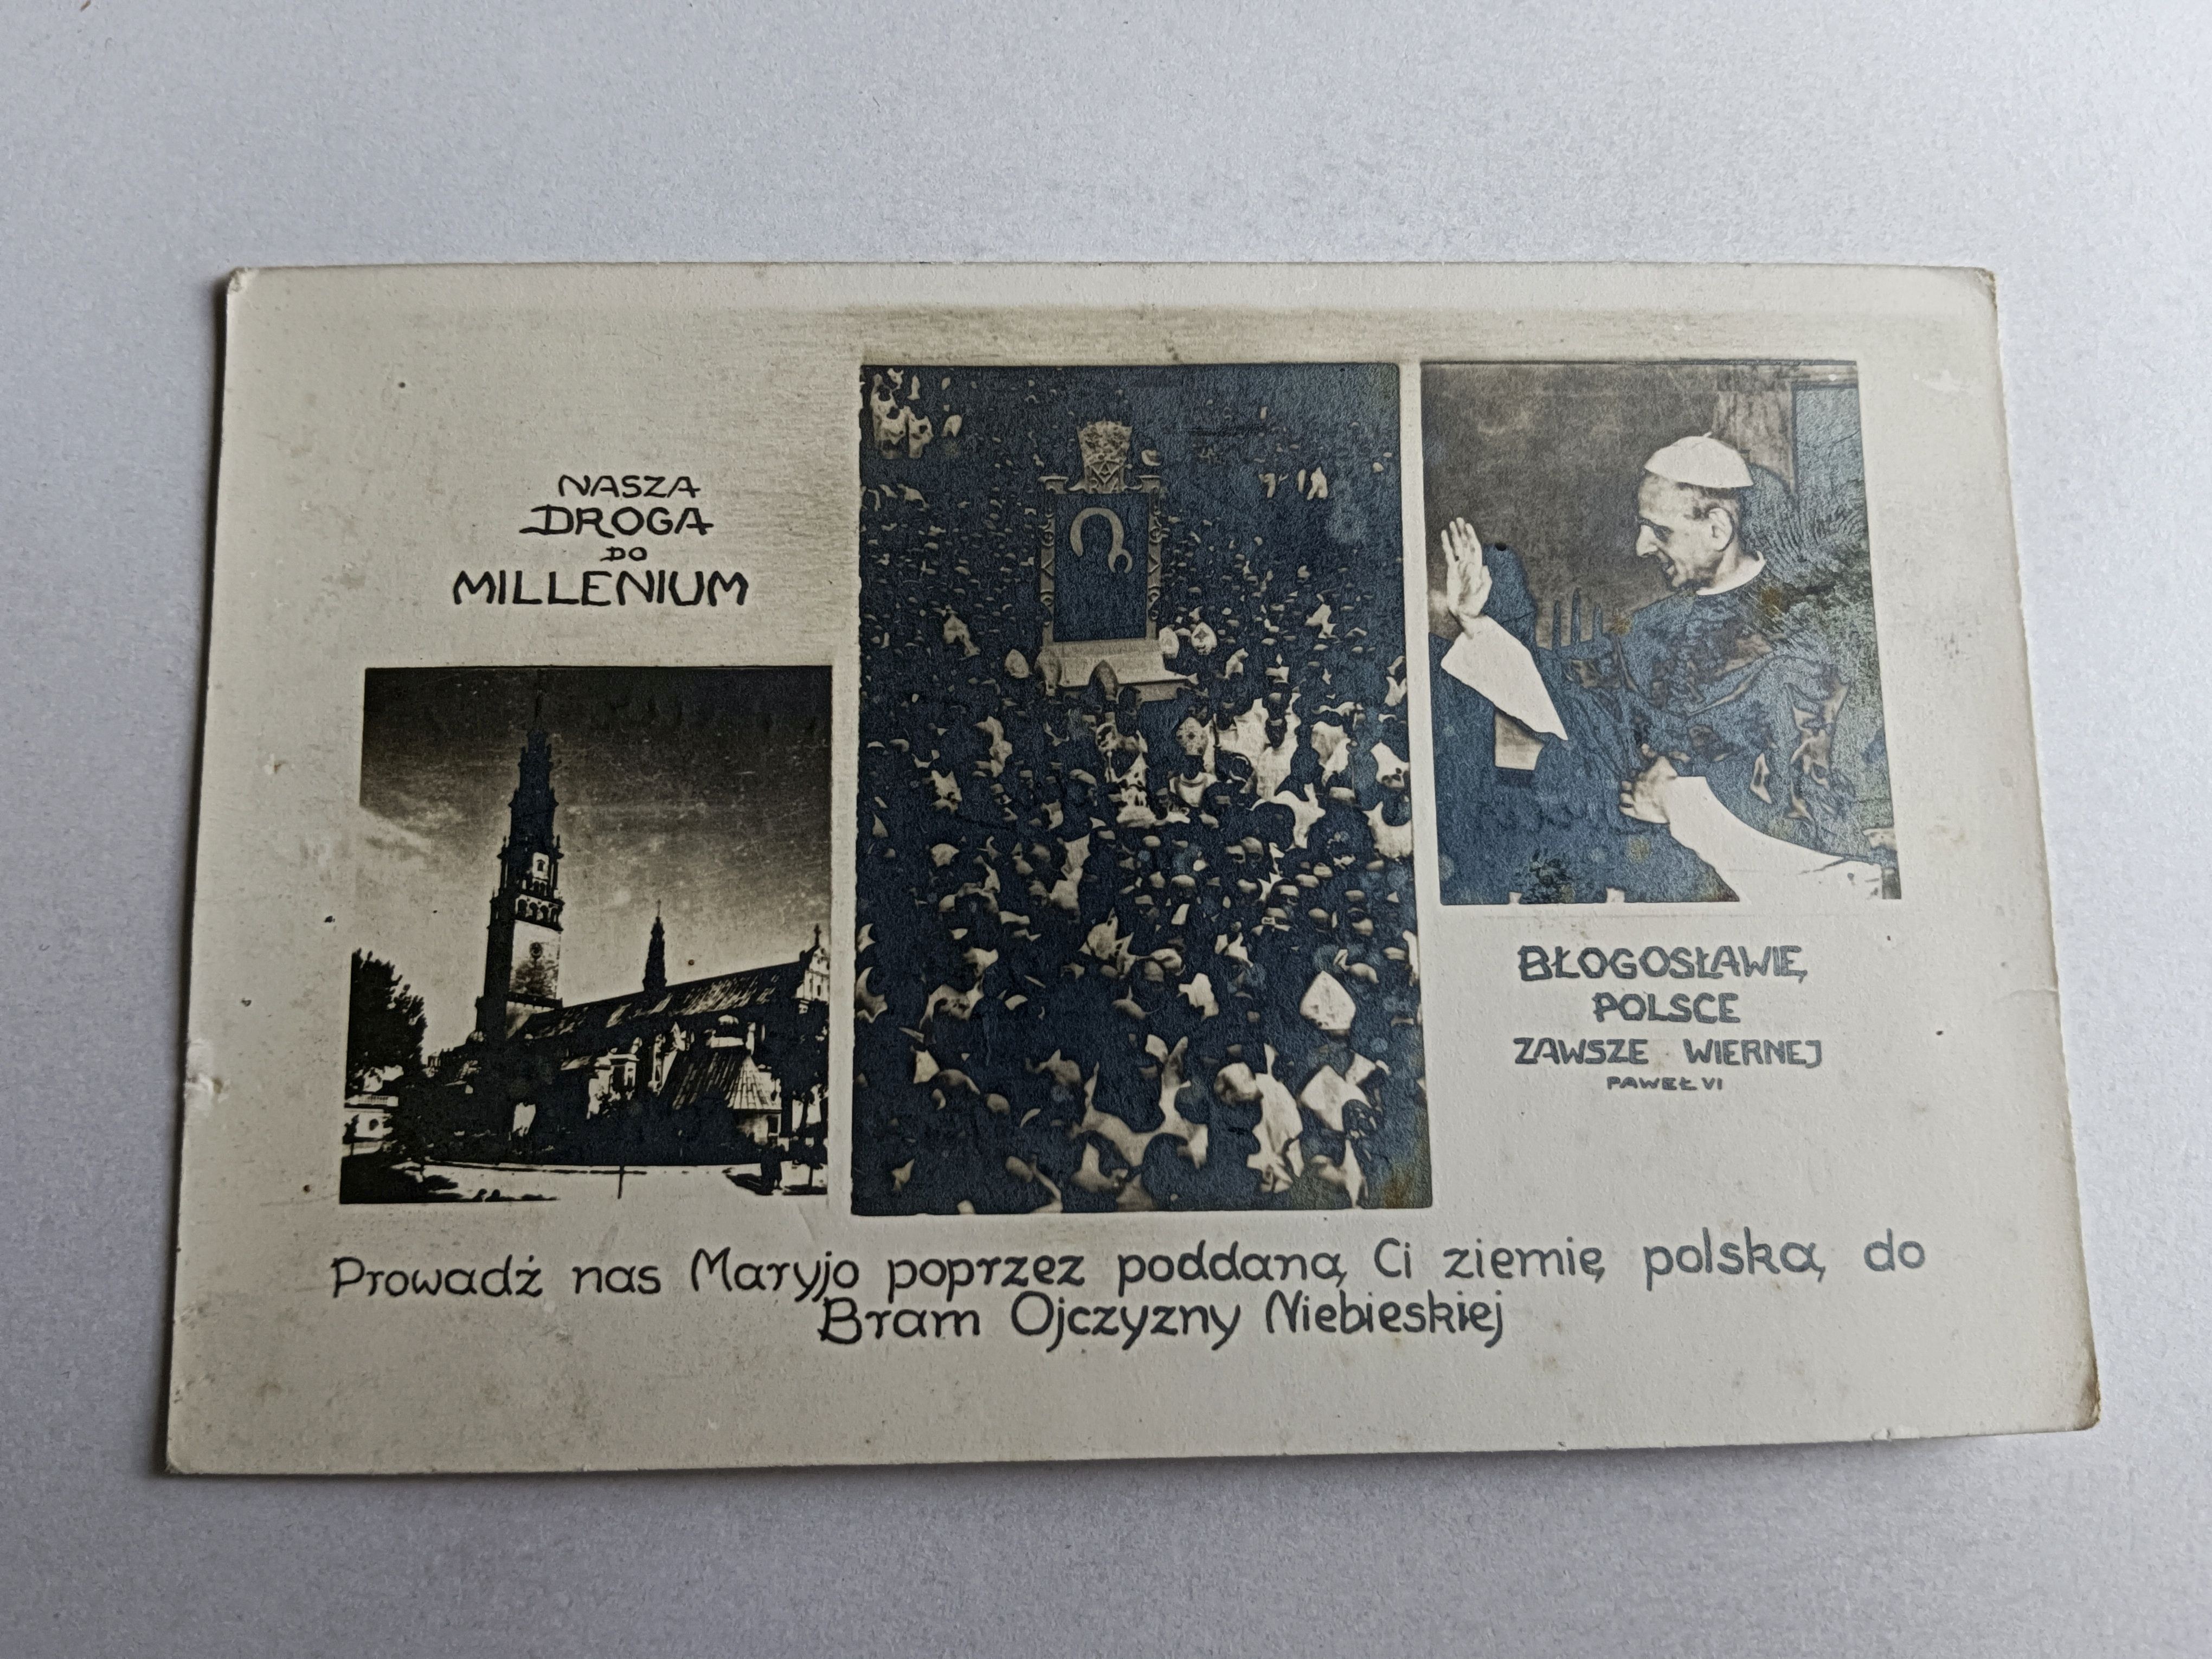 NASZA
DROGA
DO
MILLENIUM
BŁOGOSŁAWIĘ
POLSCE
ZAWSZE WIERNEJ
PAWEŁ VI
Prowadź nas Maryjo poprzez poddaną Ci ziemię polską do
Bram Ojczyzny Niebieskiej